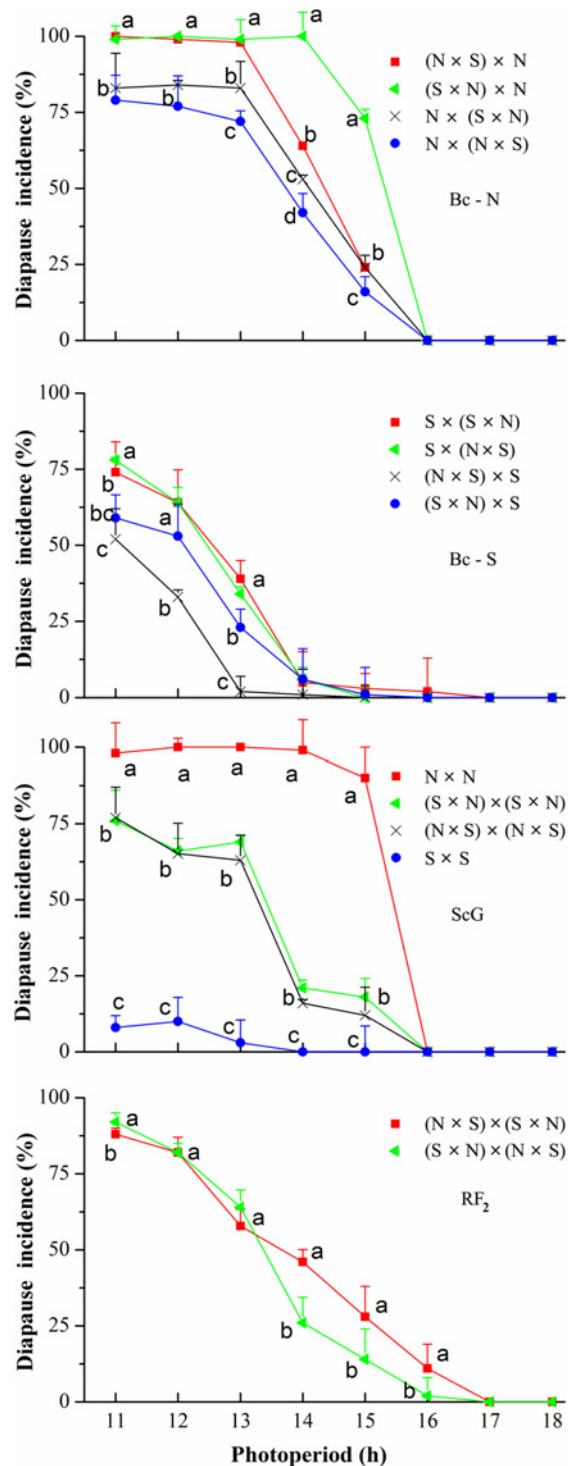 a a a a
100
(N × S) × N
(S × N) × N
N × (S × N)
N × (N × S)
b b b
75
c b a
Diapause incidence (%)
50
c
d
Bc - N
25
b
c
0
100
S × (S × N)
S × (N × S)
(N × S) × S
(S × N) × S
a
75
b
bc a
Diapause incidence (%)
50
c
a
Bc - S
b
25
b
c
0
100
a a a a
a
N × N
(S × N) × (S × N)
(N × S) × (N × S)
S × S
75
b
b b
Diapause incidence (%)
50
ScG
25
b b
c c
c c c
0
100
(N × S) × (S × N)
(S × N) × (N × S)
a
b a
75
Diapause incidence (%)
a
RF2
50
a
25
b a
b a
b
0
11 12 13 14 15 16 17 18
Photoperiod (h)